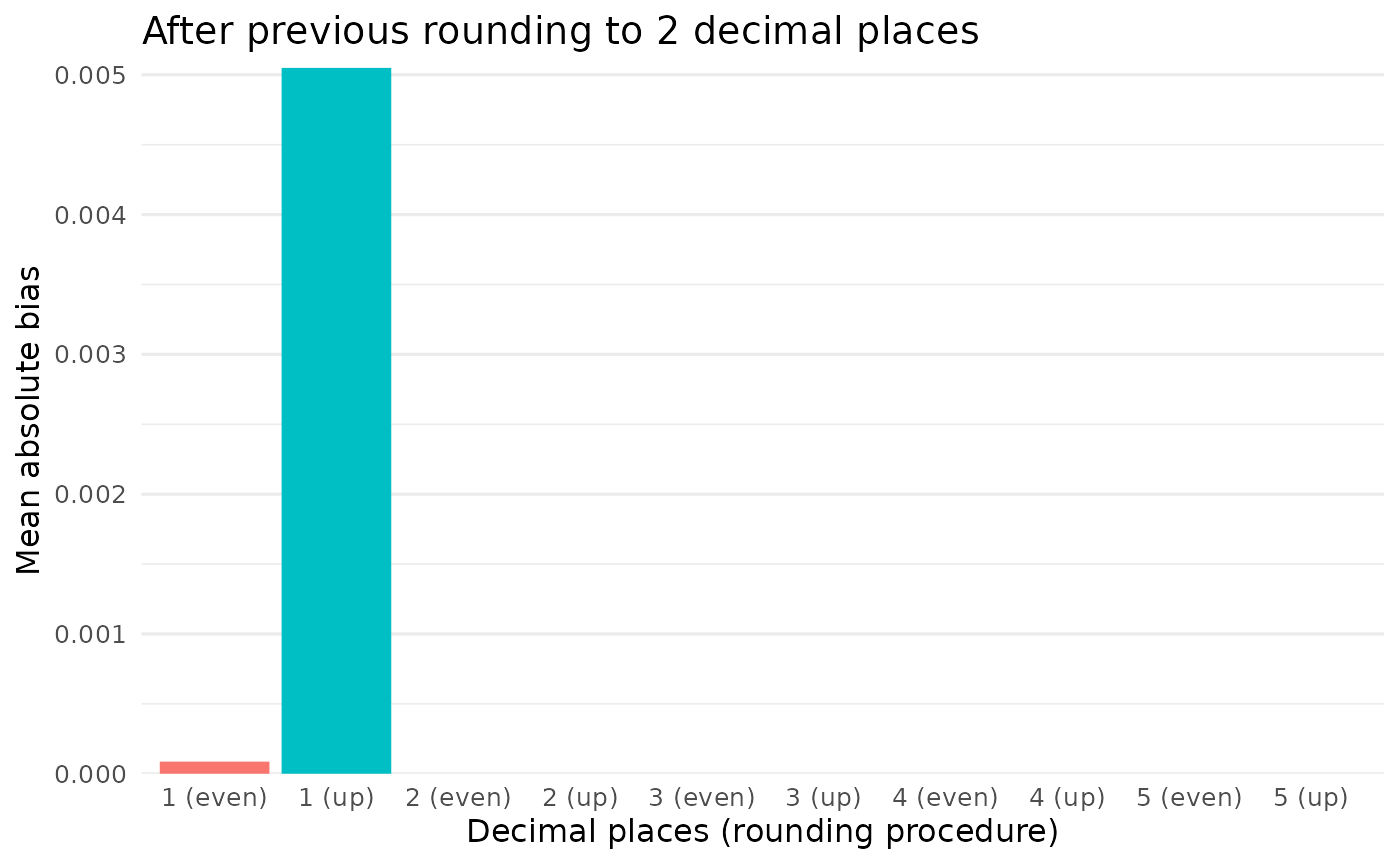 After previous rounding to 2 decimal places
Mean absolute bias
0.005
0.004
0.003
0.002
0.001
0.000
1 (even) 1 (up) 2 (even) 2 (up) 3 (even) 3 (up) 4 (even) 4 (up) 5 (even) 5 (up)
Decimal places (rounding procedure)